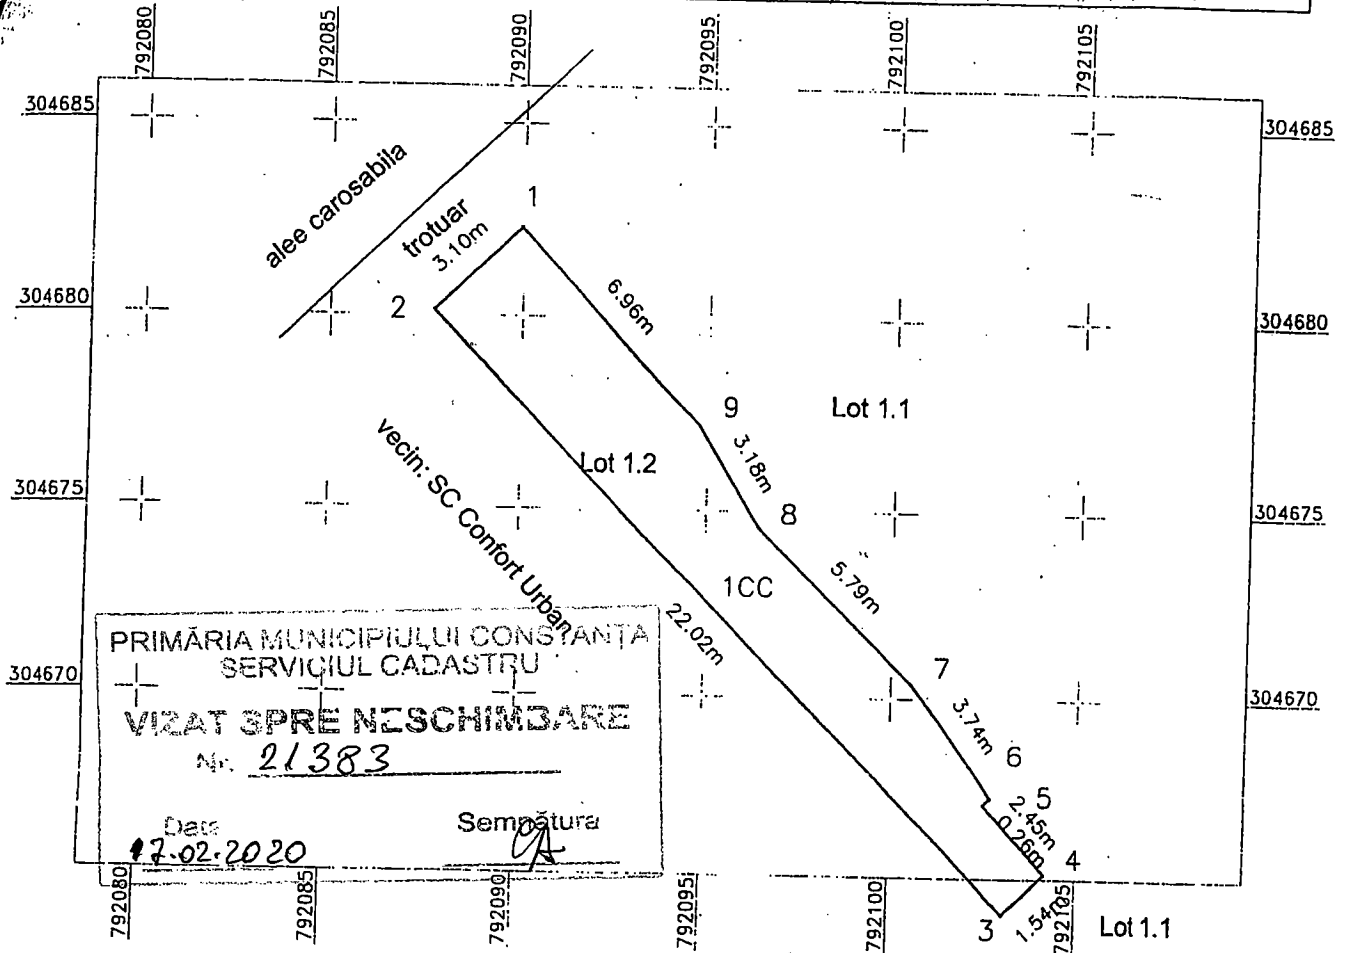 792080
792085
792090
792095
792100
792105
304685
304685
alee carosabila
trotuar
3.10m
1
2
6.96m
304680
304680
9
Lot 1.1
3.18m
Lot 1.2
vecin: SC Confort Urban
8
304675
304675
5.79m
1CC
22.02m
7
304670
304670
3.74m
6
5
2.45m
0.26m
4
3
1.54m
Lot 1.1
PRIMĂRIA MUNICIPIULUI CONSTANȚA
SERVICIUL CADASTRU
VIZAT SPRE NESCHIMBARE
Nr. 21383
Data Semnătura
17.02.2020
792080
792085
792090
792095
792100
792105